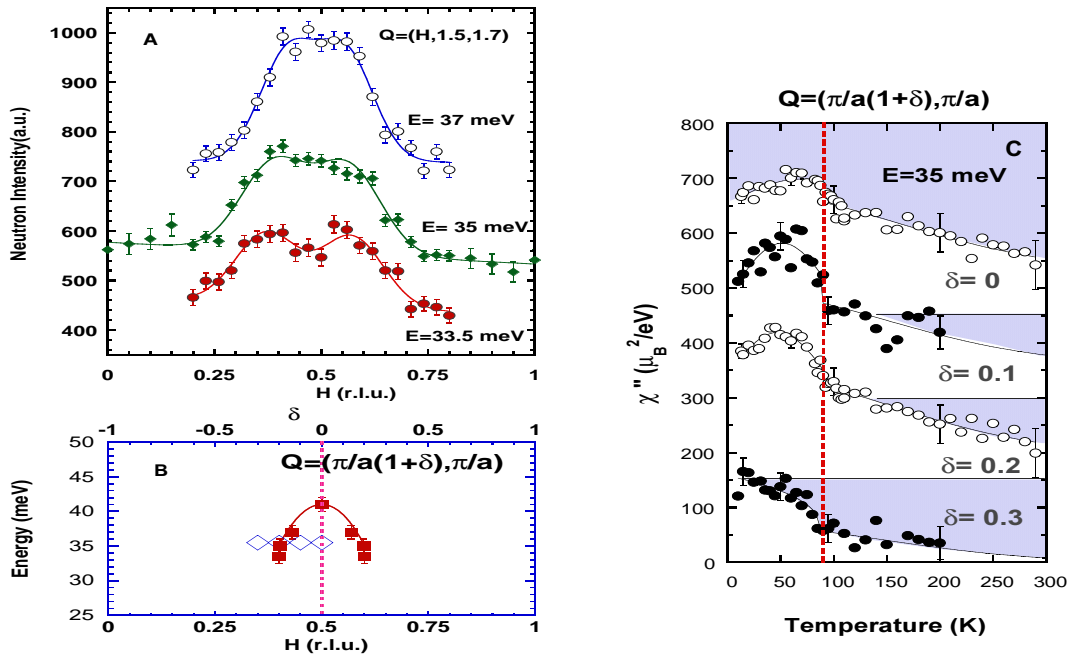 A
Q=(H,1.5,1.7)
E= 37 meV
E= 35 meV
E=33.5 meV
1000
900
800
700
600
500
400
Neutron Intensity(a.u.)
0
0.25
0.5
0.75
1
H (r.l.u.)
δ
-1
-0.5
0
0.5
1
B
Q=(π/a(1+δ),π/a)
50
45
40
35
30
25
Energy (meV)
0
0.25
0.5
0.75
1
H (r.l.u.)
Q=(π/a(1+δ),π/a)
C
E=35 meV
δ= 0
δ= 0.1
δ= 0.2
δ= 0.3
800
700
600
500
400
300
200
100
0
χ" (μB²/eV)
0
50
100
150
200
250
300
Temperature (K)